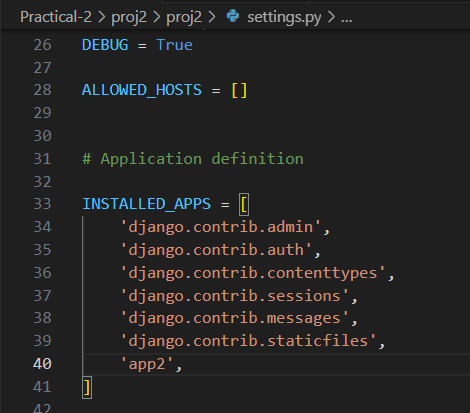 Practical-2 > proj2 > proj2 > settings.py > ...
26 DEBUG = True
27
28 ALLOWED_HOSTS = []
29
30
31 # Application definition
32
33 INSTALLED_APPS = [
34     'django.contrib.admin',
35     'django.contrib.auth',
36     'django.contrib.contenttypes',
37     'django.contrib.sessions',
38     'django.contrib.messages',
39     'django.contrib.staticfiles',
40     'app2',
41 ]
42